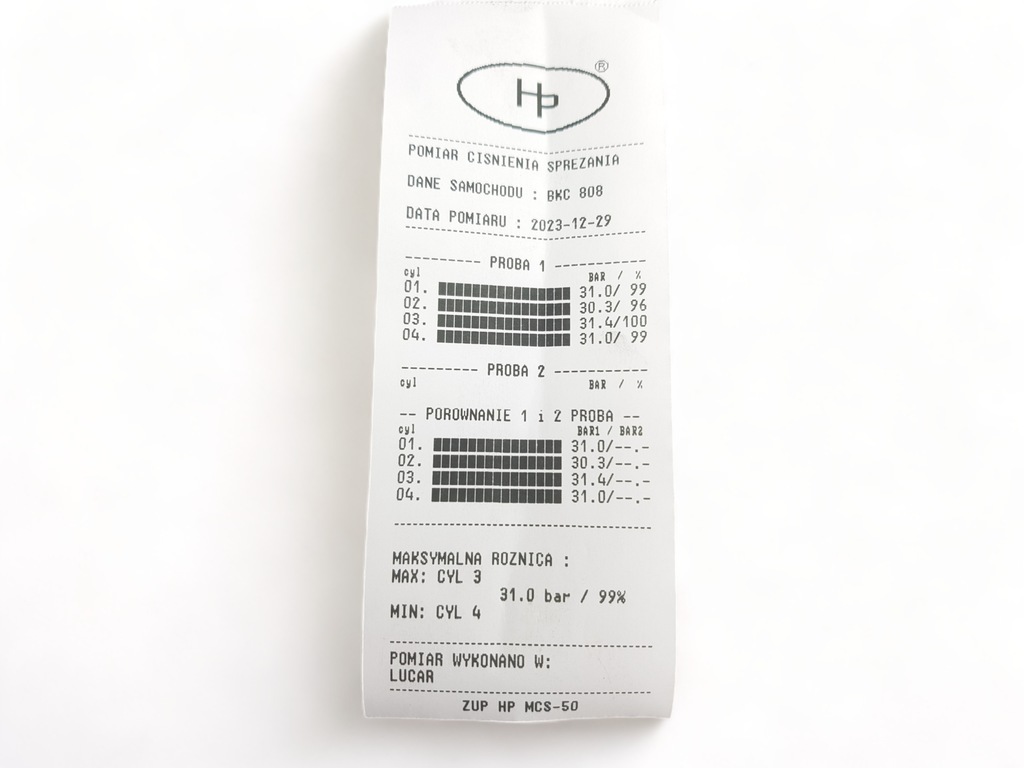 HP ®
POMIAR CISNIENIA SPREZANIA
DANE SAMOCHODU : BKC 808
DATA POMIARU : 2023-12-29
--------- PROBA 1 -----------
cyl BAR / %
01. 31.0/ 99
02. 30.3/ 96
03. 31.4/100
04. 31.0/ 99
--------- PROBA 2 -----------
cyl BAR / %
-- POROWNANIE 1 i 2 PROBA --
cyl BAR1 / BAR2
01. 31.0/--.-
02. 30.3/--.-
03. 31.4/--.-
04. 31.0/--.-
MAKSYMALNA ROZNICA :
MAX: CYL 3
31.0 bar / 99%
MIN: CYL 4
POMIAR WYKONANO W:
LUCAR
ZUP HP MCS-50